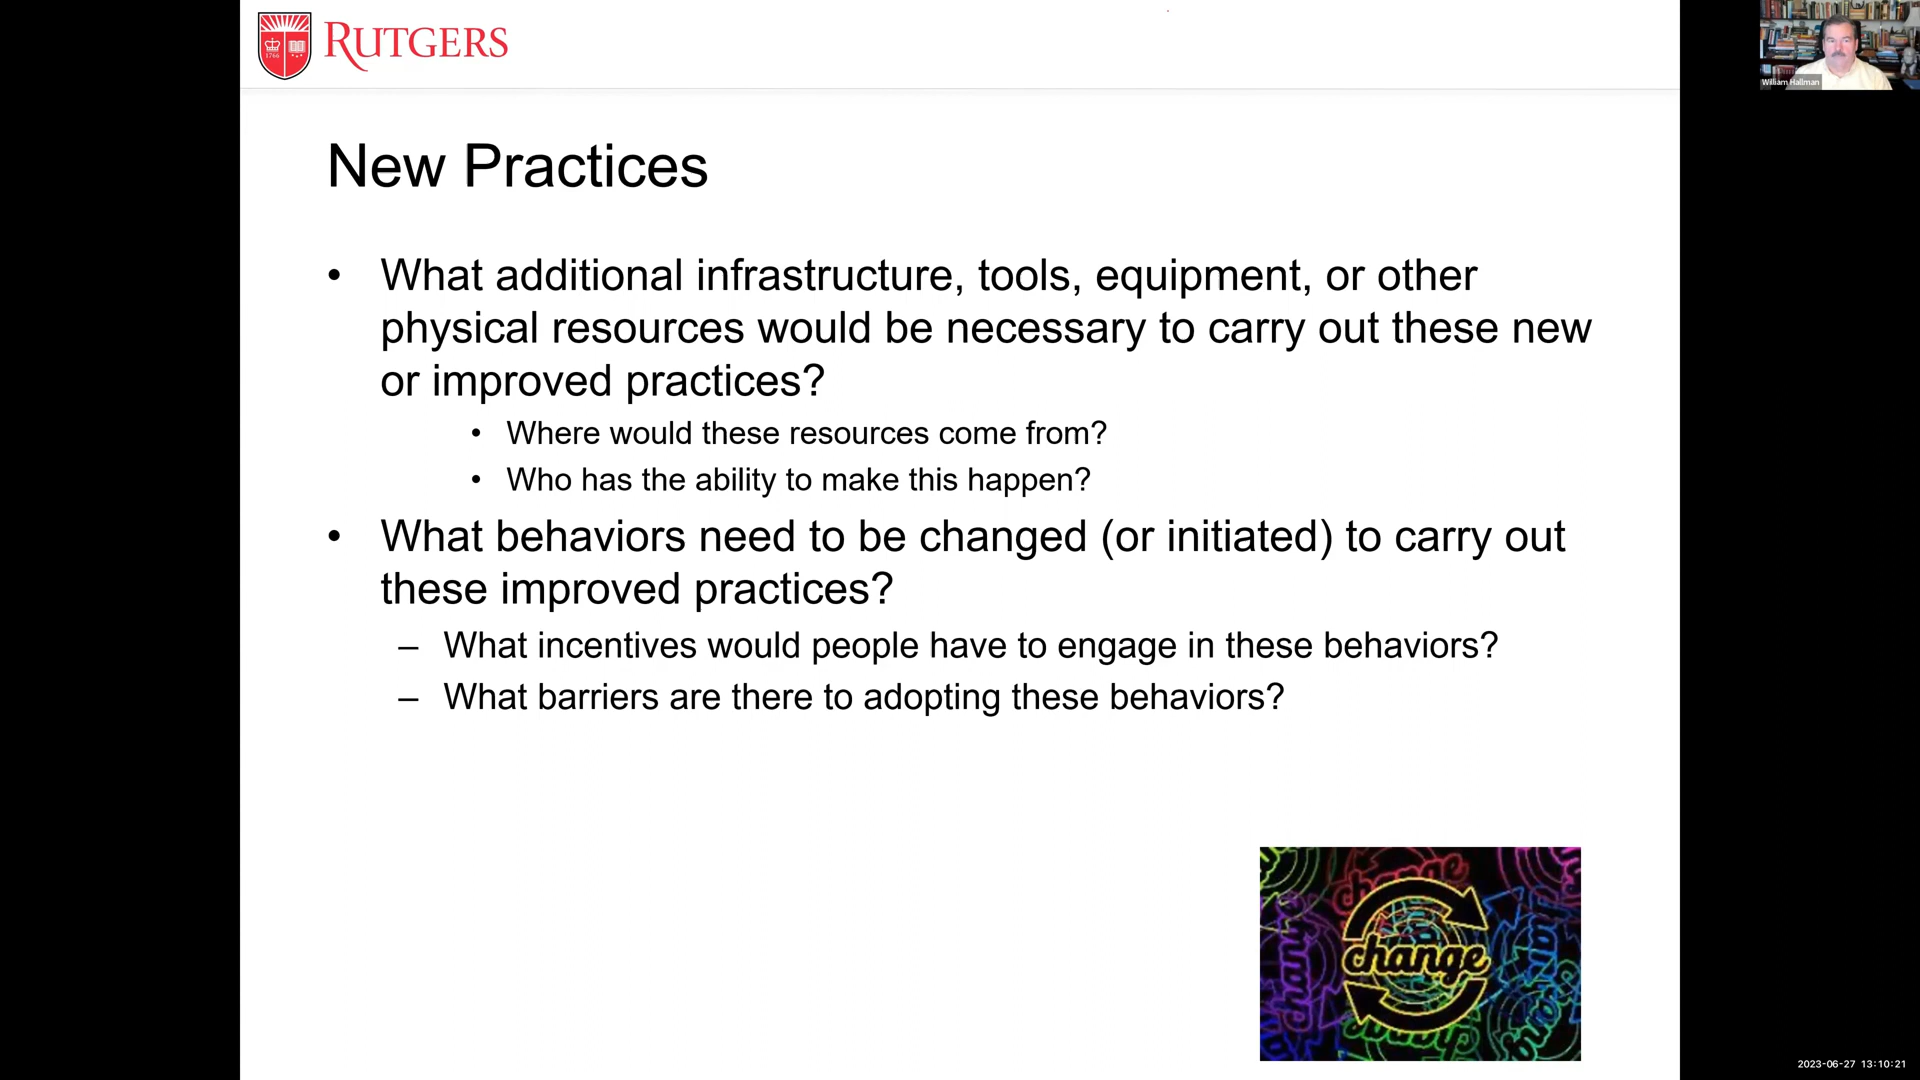 RUTGERS
1766
William Hallman
New Practices
• What additional infrastructure, tools, equipment, or other
physical resources would be necessary to carry out these new
or improved practices?
• Where would these resources come from?
• Who has the ability to make this happen?
• What behaviors need to be changed (or initiated) to carry out
these improved practices?
– What incentives would people have to engage in these behaviors?
– What barriers are there to adopting these behaviors?
change
change
change
2023-06-27 13:10:21